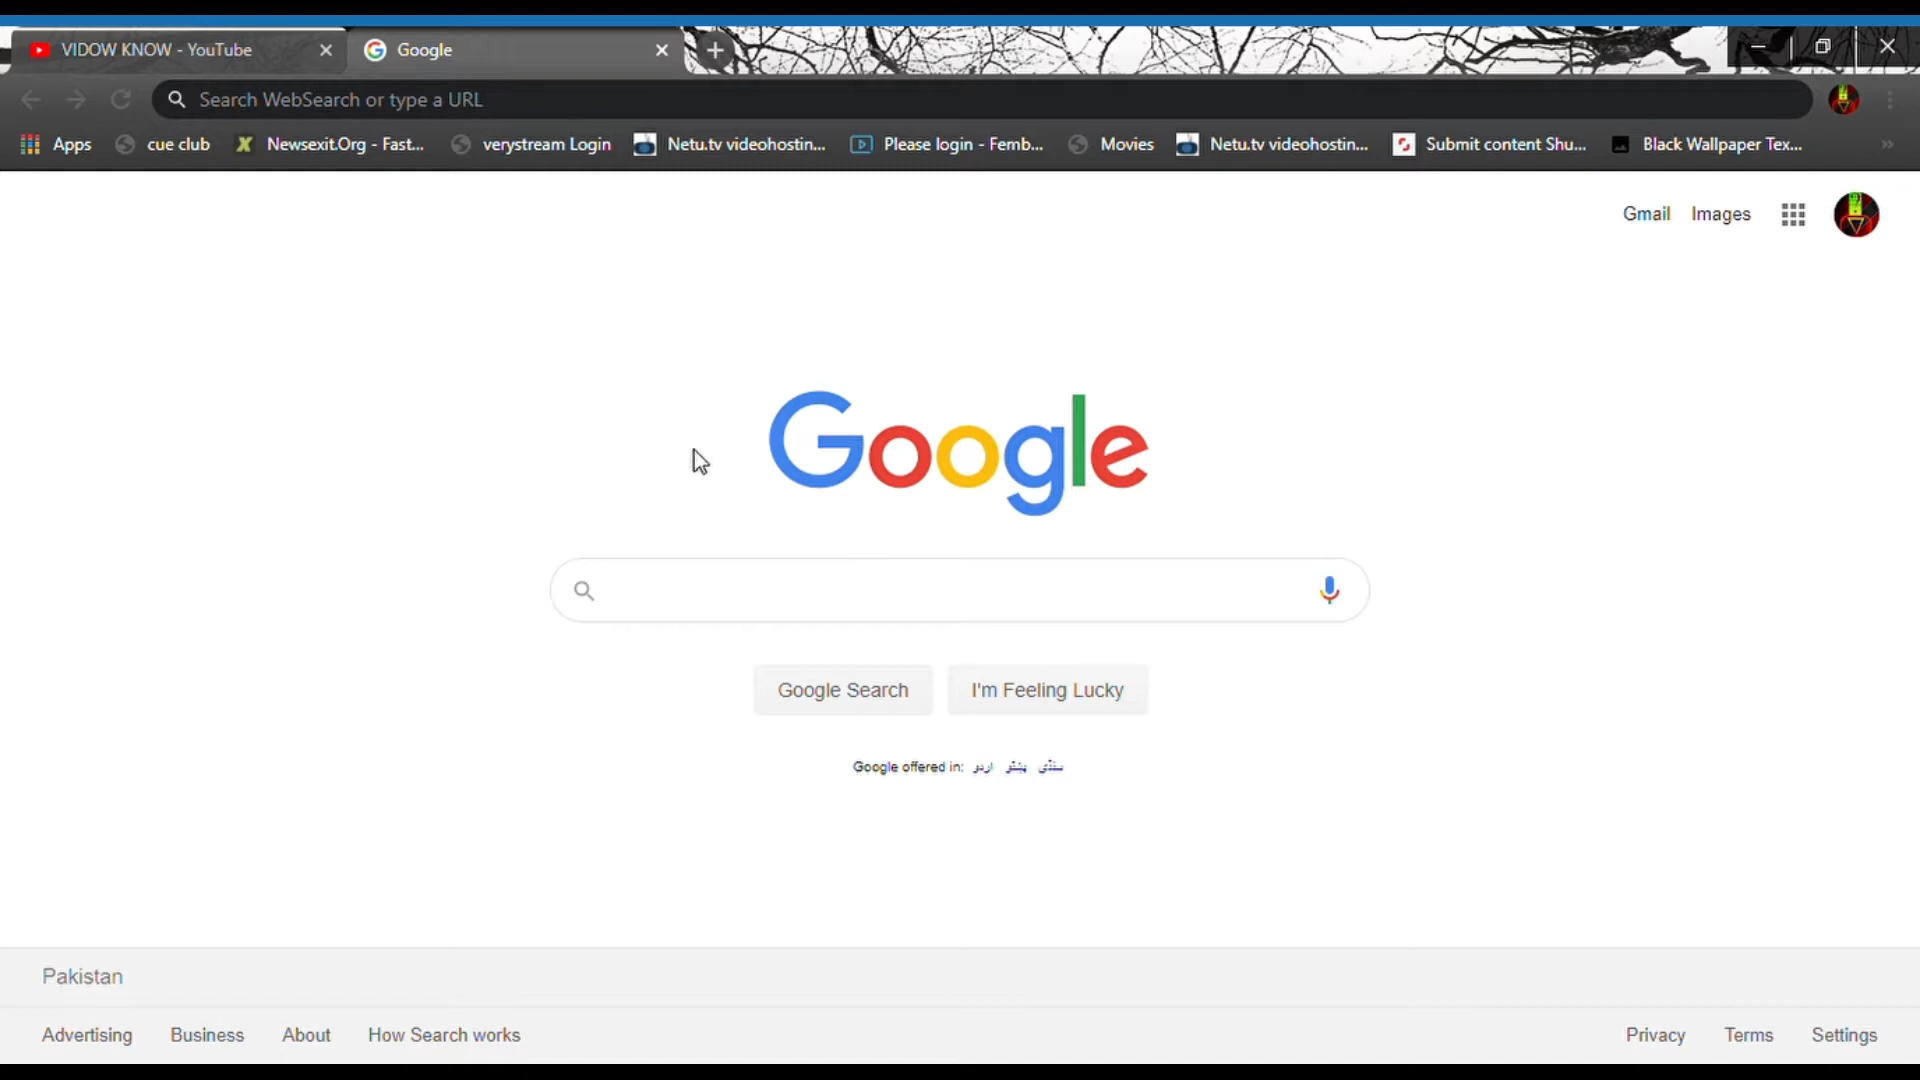 VIDOW KNOW - YouTube
Google
Search WebSearch or type a URL
Apps
cue club
Newsexit.Org - Fast...
verystream Login
Netu.tv videohostin...
Please login - Femb...
Movies
Netu.tv videohostin...
Submit content Shu...
Black Wallpaper Tex...
Gmail
Images
Google
Google Search
I'm Feeling Lucky
Google offered in: اردو پښتو سنڌي
Pakistan
Advertising
Business
About
How Search works
Privacy
Terms
Settings